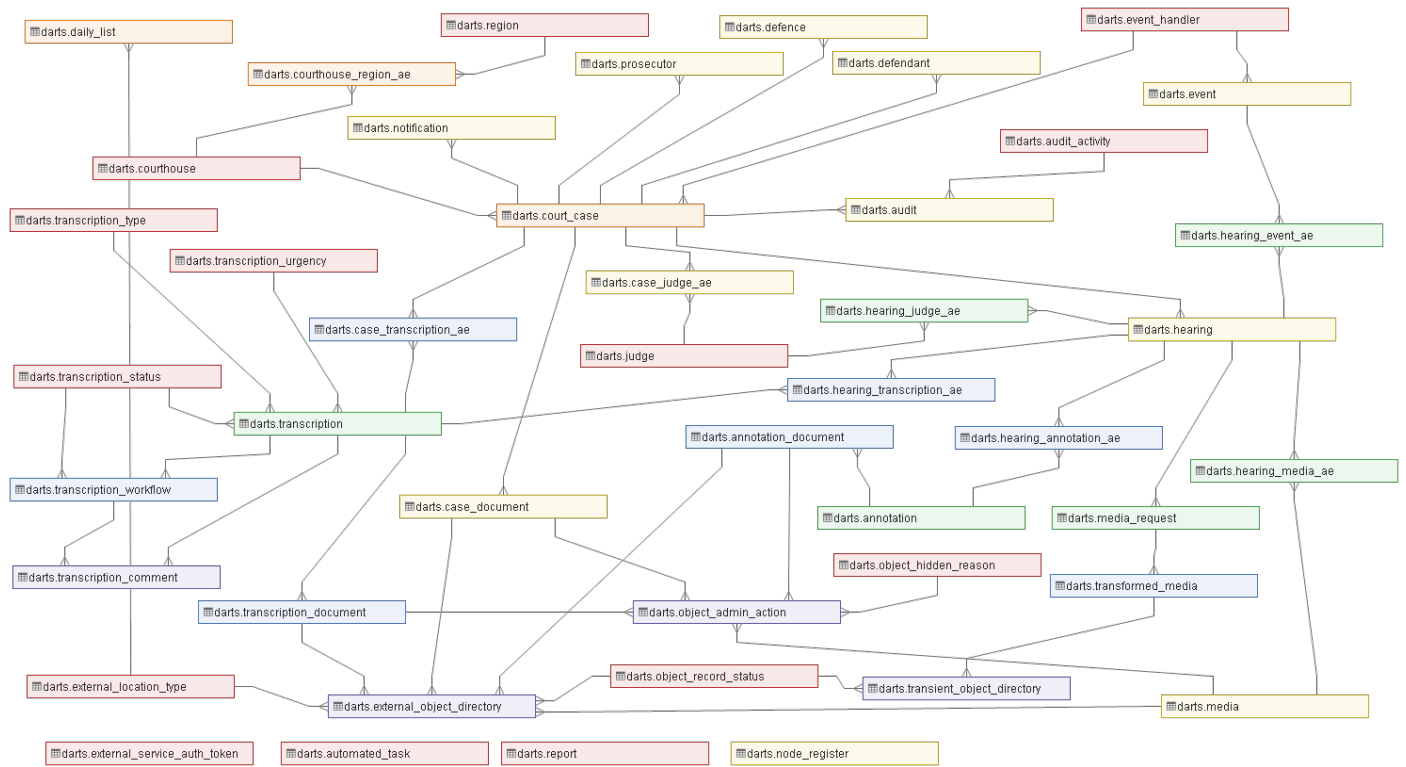 darts.daily_list
darts.region
darts.defence
darts.event_handler
darts.courthouse_region_ae
darts.prosecutor
darts.defendant
darts.event
darts.notification
darts.audit_activity
darts.courthouse
darts.transcription_type
darts.court_case
darts.audit
darts.hearing_event_ae
darts.transcription_urgency
darts.case_judge_ae
darts.hearing_judge_ae
darts.case_transcription_ae
darts.hearing
darts.judge
darts.transcription_status
darts.hearing_transcription_ae
darts.transcription
darts.annotation_document
darts.hearing_annotation_ae
darts.hearing_media_ae
darts.transcription_workflow
darts.case_document
darts.annotation
darts.media_request
darts.object_hidden_reason
darts.transcription_comment
darts.transformed_media
darts.transcription_document
darts.object_admin_action
darts.external_location_type
darts.object_record_status
darts.transient_object_directory
darts.external_object_directory
darts.media
darts.external_service_auth_token
darts.automated_task
darts.report
darts.node_register